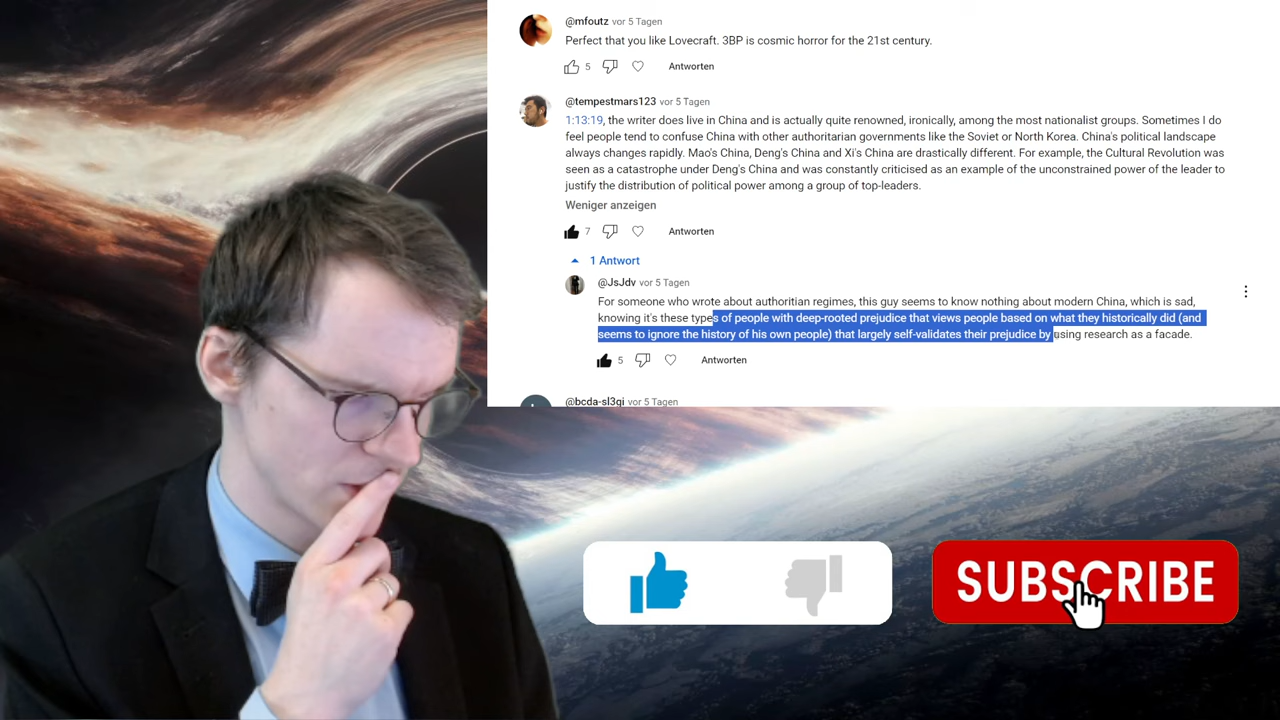 @mfoutz vor 5 Tagen
Perfect that you like Lovecraft. 3BP is cosmic horror for the 21st century.
5 Antworten
@tempestmars123 vor 5 Tagen
1:13:19, the writer does live in China and is actually quite renowned, ironically, among the most nationalist groups. Sometimes I do
feel people tend to confuse China with other authoritarian governments like the Soviet or North Korea. China's political landscape
always changes rapidly. Mao's China, Deng's China and Xi's China are drastically different. For example, the Cultural Revolution was
seen as a catastrophe under Deng's China and was constantly criticised as an example of the unconstrained power of the leader to
justify the distribution of political power among a group of top-leaders.
Weniger anzeigen
7 Antworten
1 Antwort
@JsJdv vor 5 Tagen
For someone who wrote about authoritian regimes, this guy seems to know nothing about modern China, which is sad,
knowing it's these types of people with deep-rooted prejudice that views people based on what they historically did (and
seems to ignore the history of his own people) that largely self-validates their prejudice by using research as a facade.
5 Antworten
@bcda-sl3qi vor 5 Tagen
SUBSCRIBE